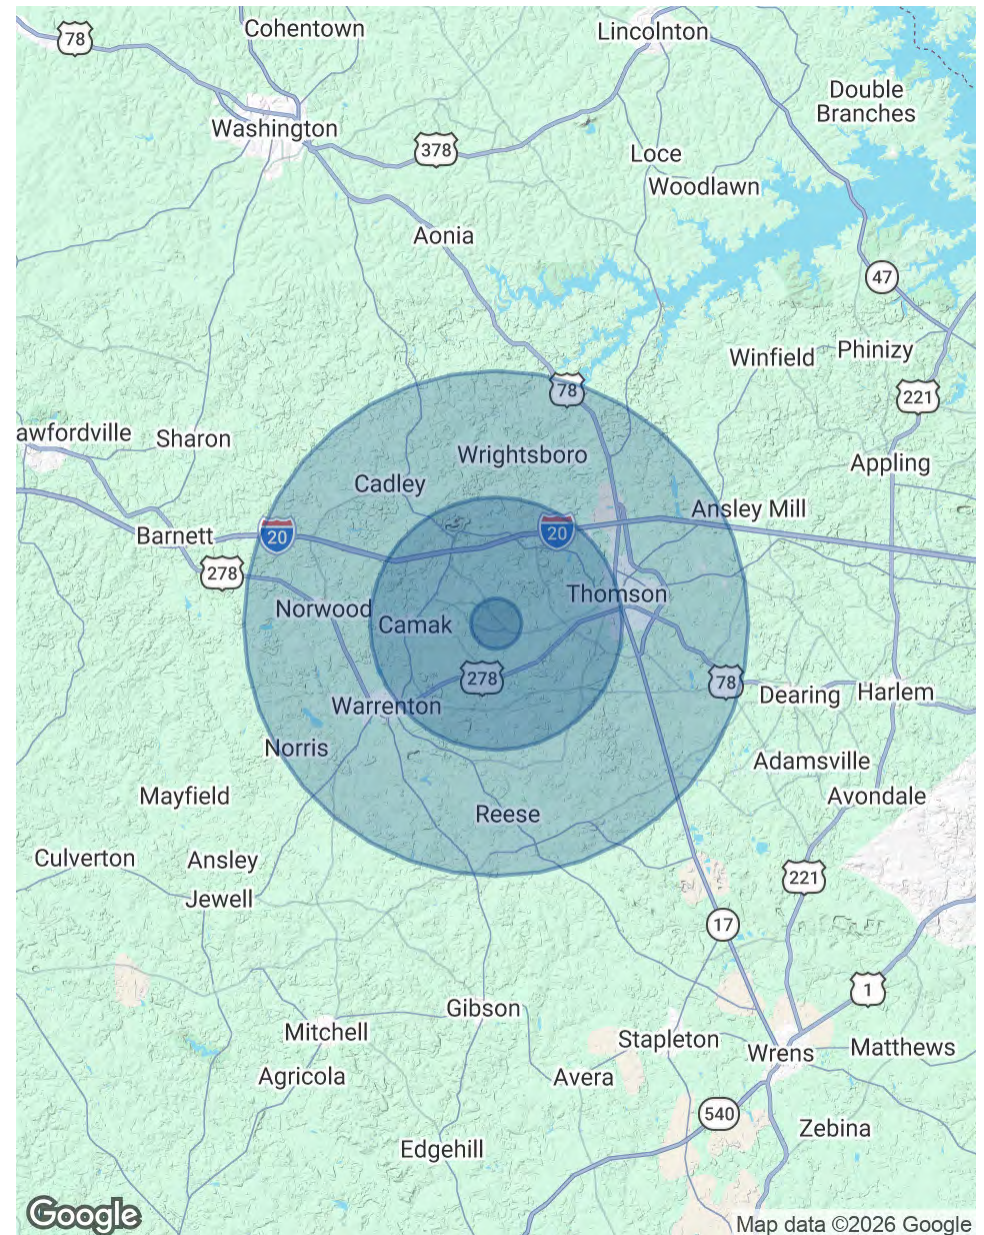 78
Cohentown
Lincolnton
Double
Branches
Washington
378
Loce
Woodlawn
Aonia
47
Winfield
Phinizy
78
221
awfordville
Sharon
Wrightsboro
Appling
Cadley
Ansley Mill
Barnett
20
20
278
Thomson
Norwood
Camak
278
78
Dearing
Harlem
Warrenton
Norris
Adamsville
Mayfield
Avondale
Reese
Culverton
Ansley
221
Jewell
17
1
Gibson
Mitchell
Stapleton
Wrens
Matthews
Agricola
Avera
540
Zebina
Edgehill
Google
Map data ©2026 Google